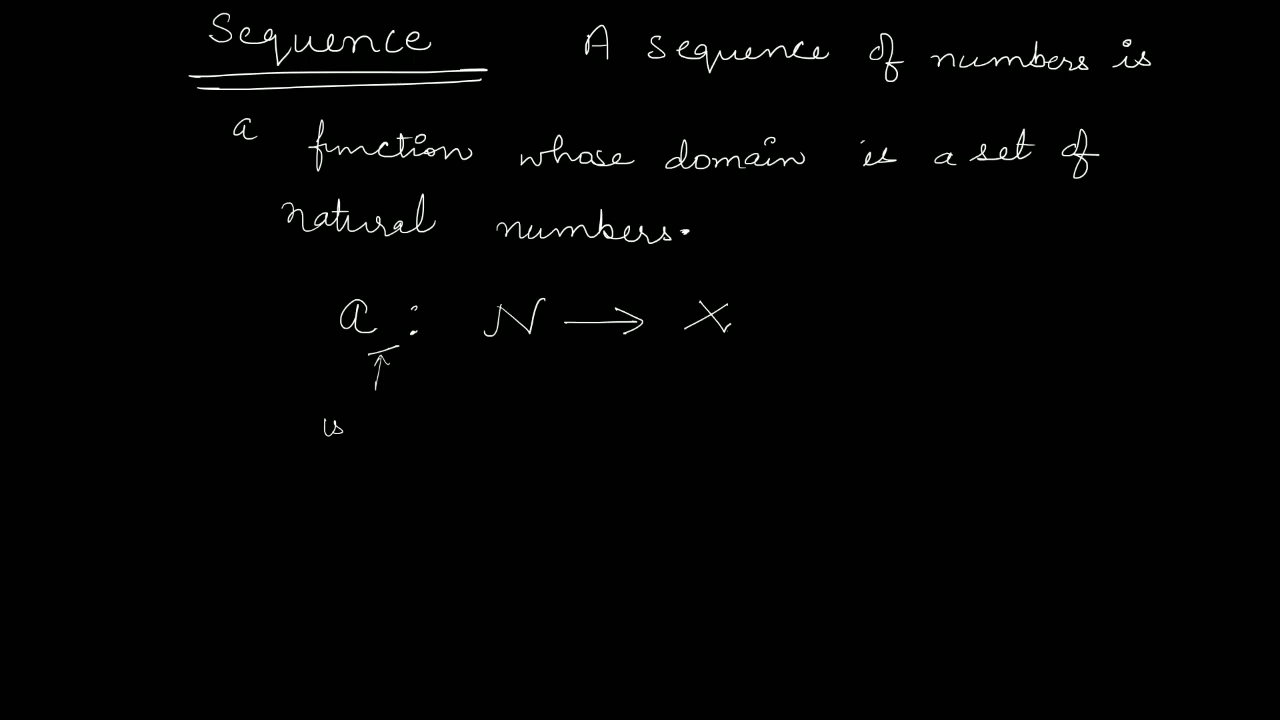 Sequence A sequence of numbers is
a function whose domain is a set of
natural numbers.
a : N → X
is